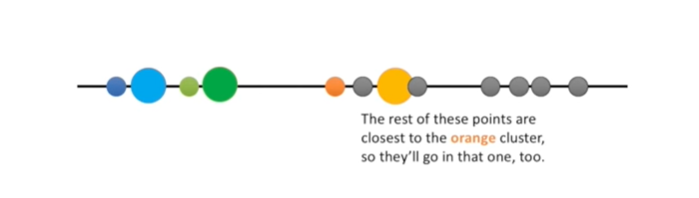 The rest of these points are
closest to the orange cluster,
so they'll go in that one, too.